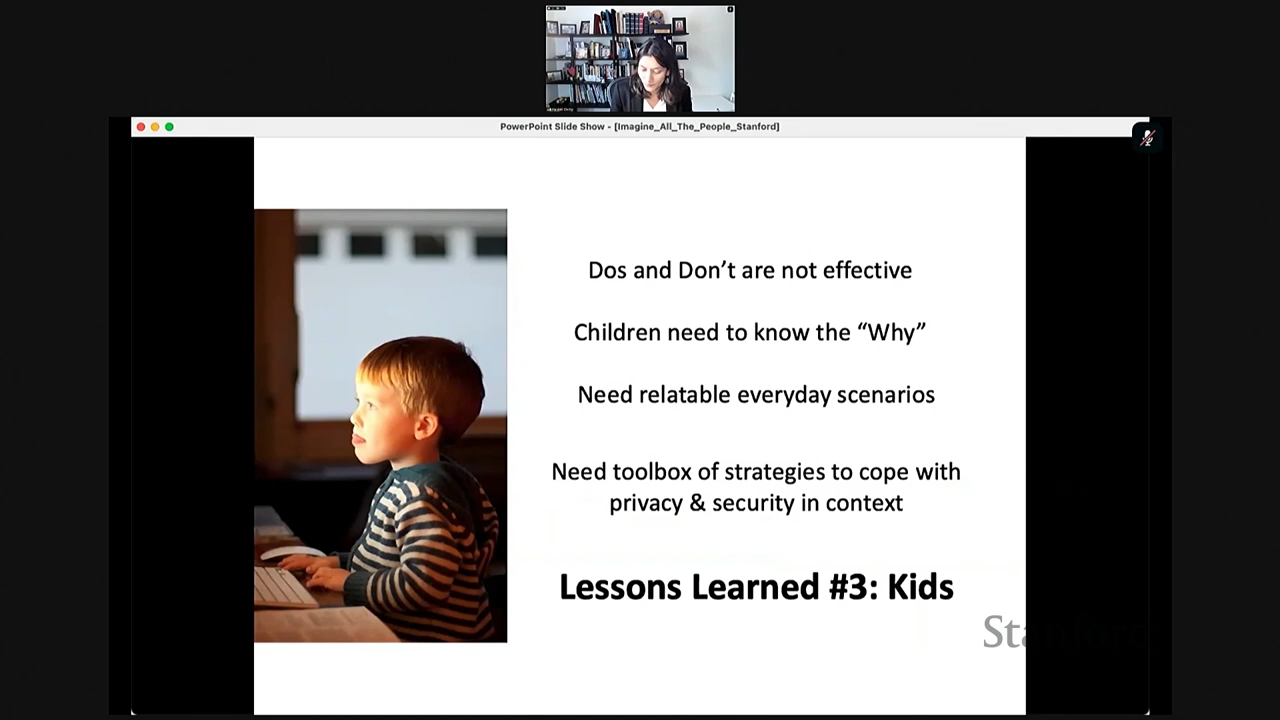 PowerPoint Slide Show - [Imagine_All_The_People_Stanford]
Dos and Don’t are not effective
Children need to know the “Why”
Need relatable everyday scenarios
Need toolbox of strategies to cope with
privacy & security in context
Lessons Learned #3: Kids
Stanford